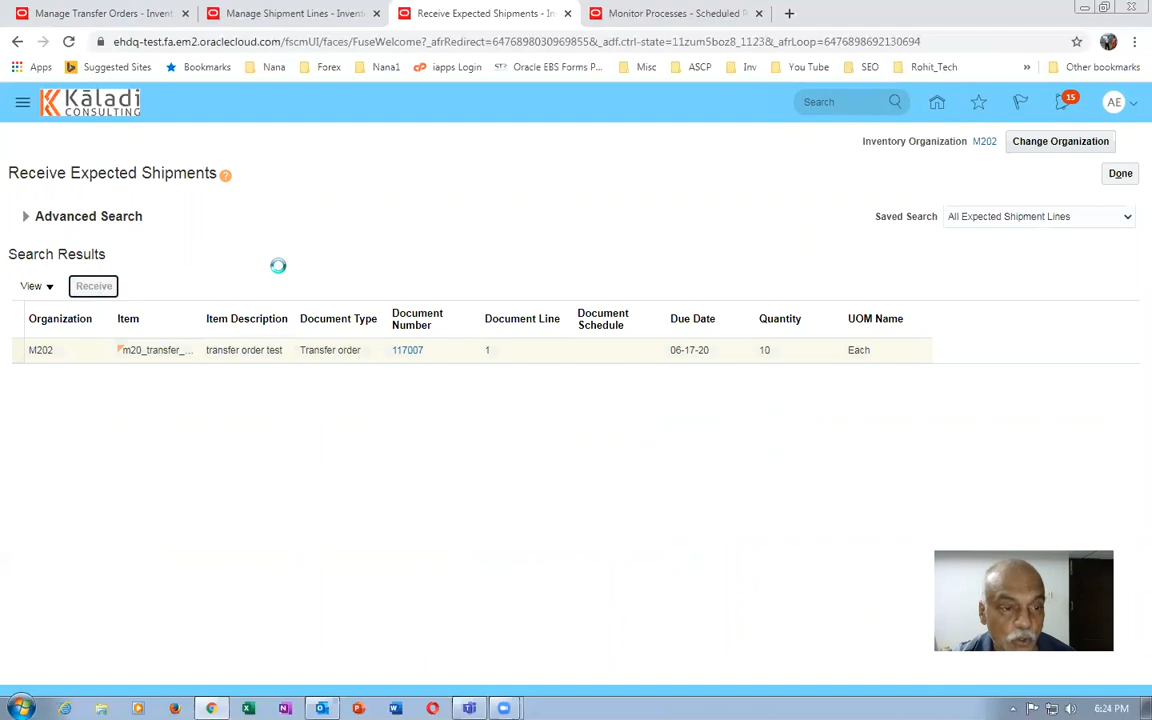 Manage Transfer Orders - Invent
Manage Shipment Lines - Invent
Receive Expected Shipments - In
Monitor Processes - Scheduled P
ehdq-test.fa.em2.oraclecloud.com/fscmUI/faces/FuseWelcome?_afrRedirect=6476898030969855&_adf.ctrl-state=11zum5boz8_1123&_afrLoop=6476898692130694
Apps Suggested Sites Bookmarks Nana Forex Nana1 iapps Login Oracle EBS Forms P... Misc ASCP Inv You Tube SEO Rohit_Tech » Other bookmarks
Kāladi
CONSULTING
Search
15
AE
Inventory Organization M202 Change Organization
Receive Expected Shipments
Done
Advanced Search
Saved Search All Expected Shipment Lines
Search Results
View Receive
Organization Item Item Description Document Type Document Number Document Line Document Schedule Due Date Quantity UOM Name
M202 m20_transfer_... transfer order test Transfer order 117007 1 06-17-20 10 Each
6:24 PM